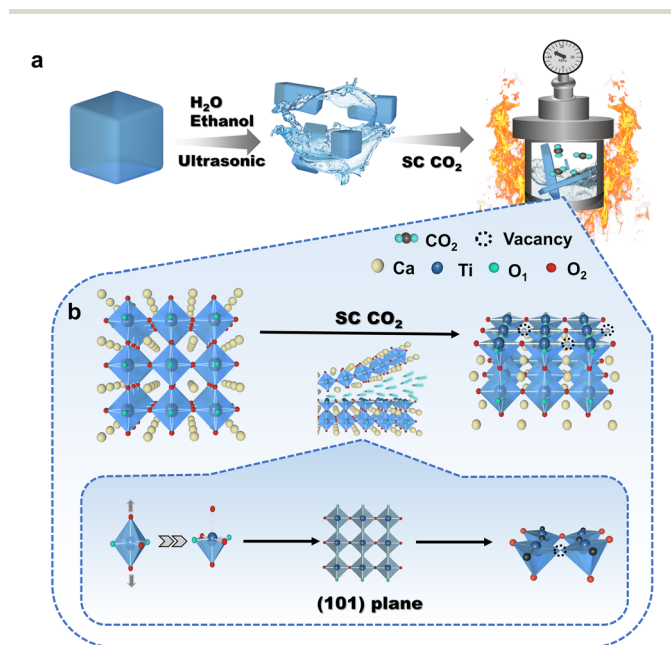 a
H₂O
Ethanol
Ultrasonic
SC CO₂
CO₂ Vacancy
Ca Ti O₁ O₂
b
SC CO₂
(101) plane